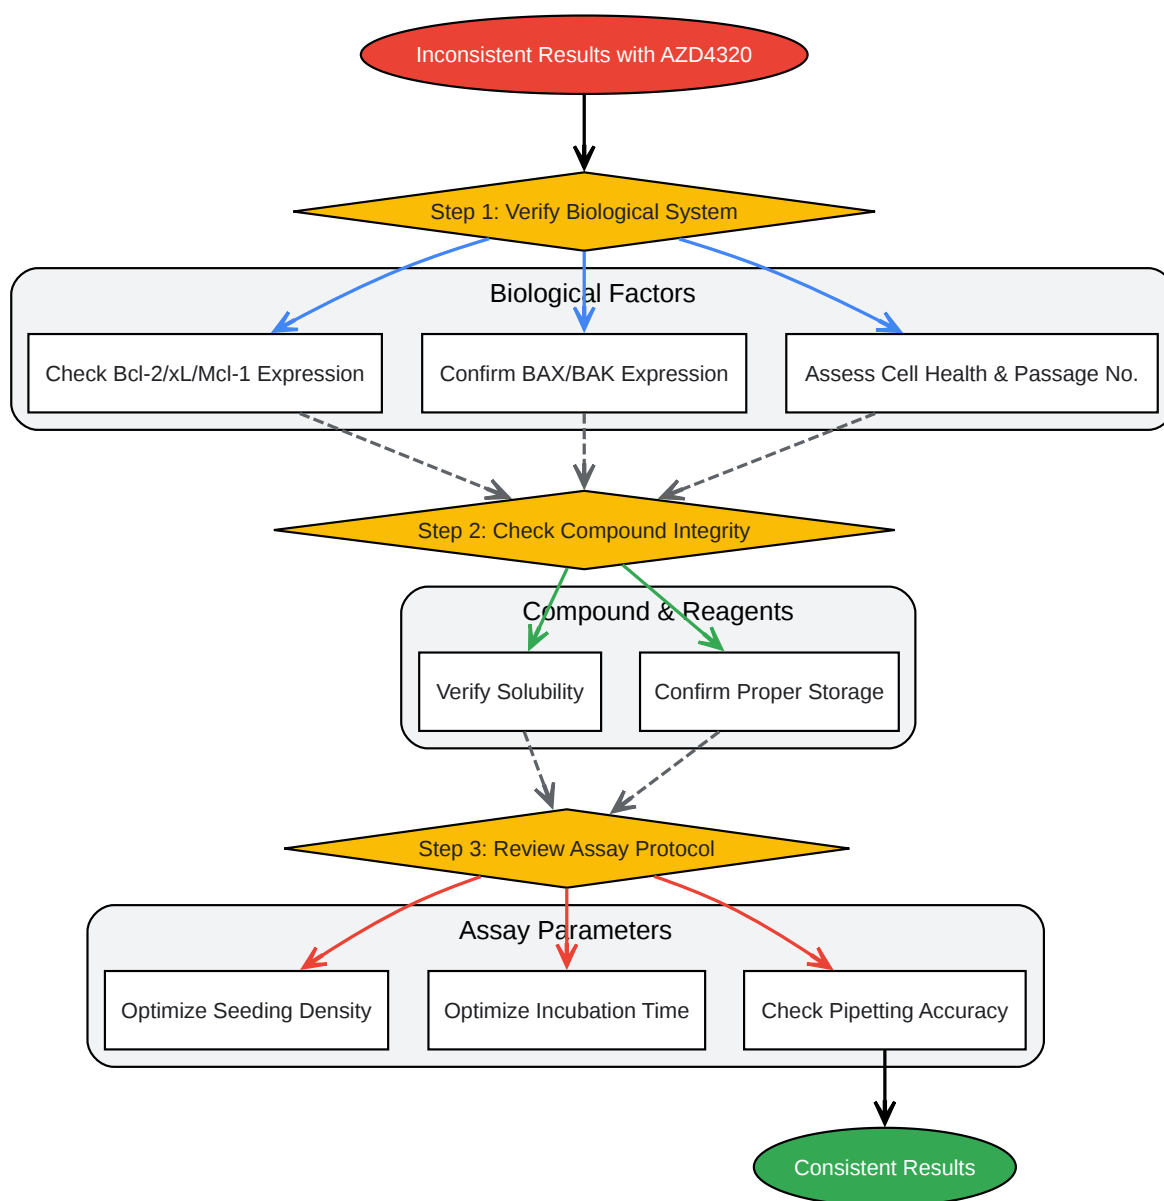 Inconsistent Results with AZD4320
Step 1: Verify Biological System
Biological Factors
Check Bcl-2/xL/Mcl-1 Expression
Confirm BAX/BAK Expression
Assess Cell Health & Passage No.
Step 2: Check Compound Integrity
Compound & Reagents
Verify Solubility
Confirm Proper Storage
Step 3: Review Assay Protocol
Assay Parameters
Optimize Seeding Density
Optimize Incubation Time
Check Pipetting Accuracy
Consistent Results